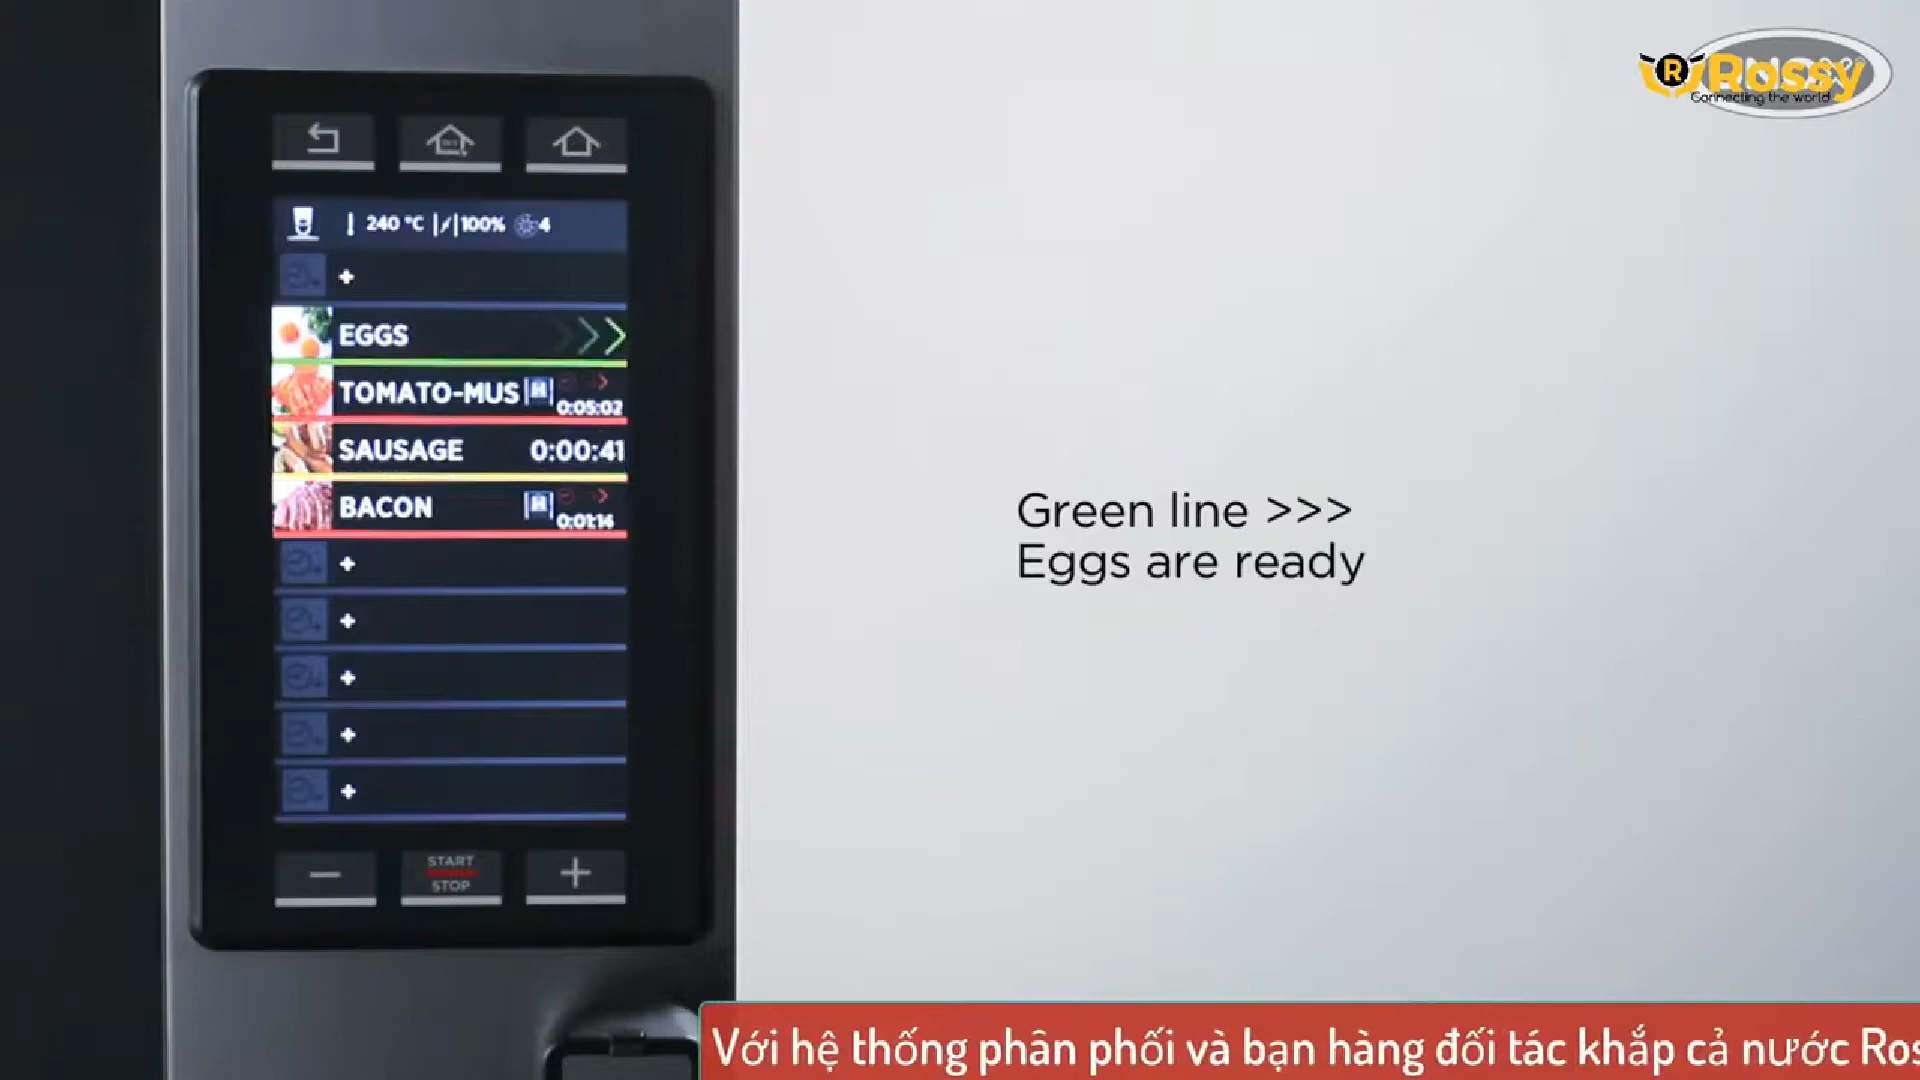 Rossy
Connecting the world
240 °C 100% 4
+
EGGS
TOMATO-MUS 0:05:02
SAUSAGE 0:00:41
BACON 0:01:14
+
+
+
+
+
− START STOP +
Green line >>>
Eggs are ready
Với hệ thống phân phối và bạn hàng đối tác khắp cả nước Ros